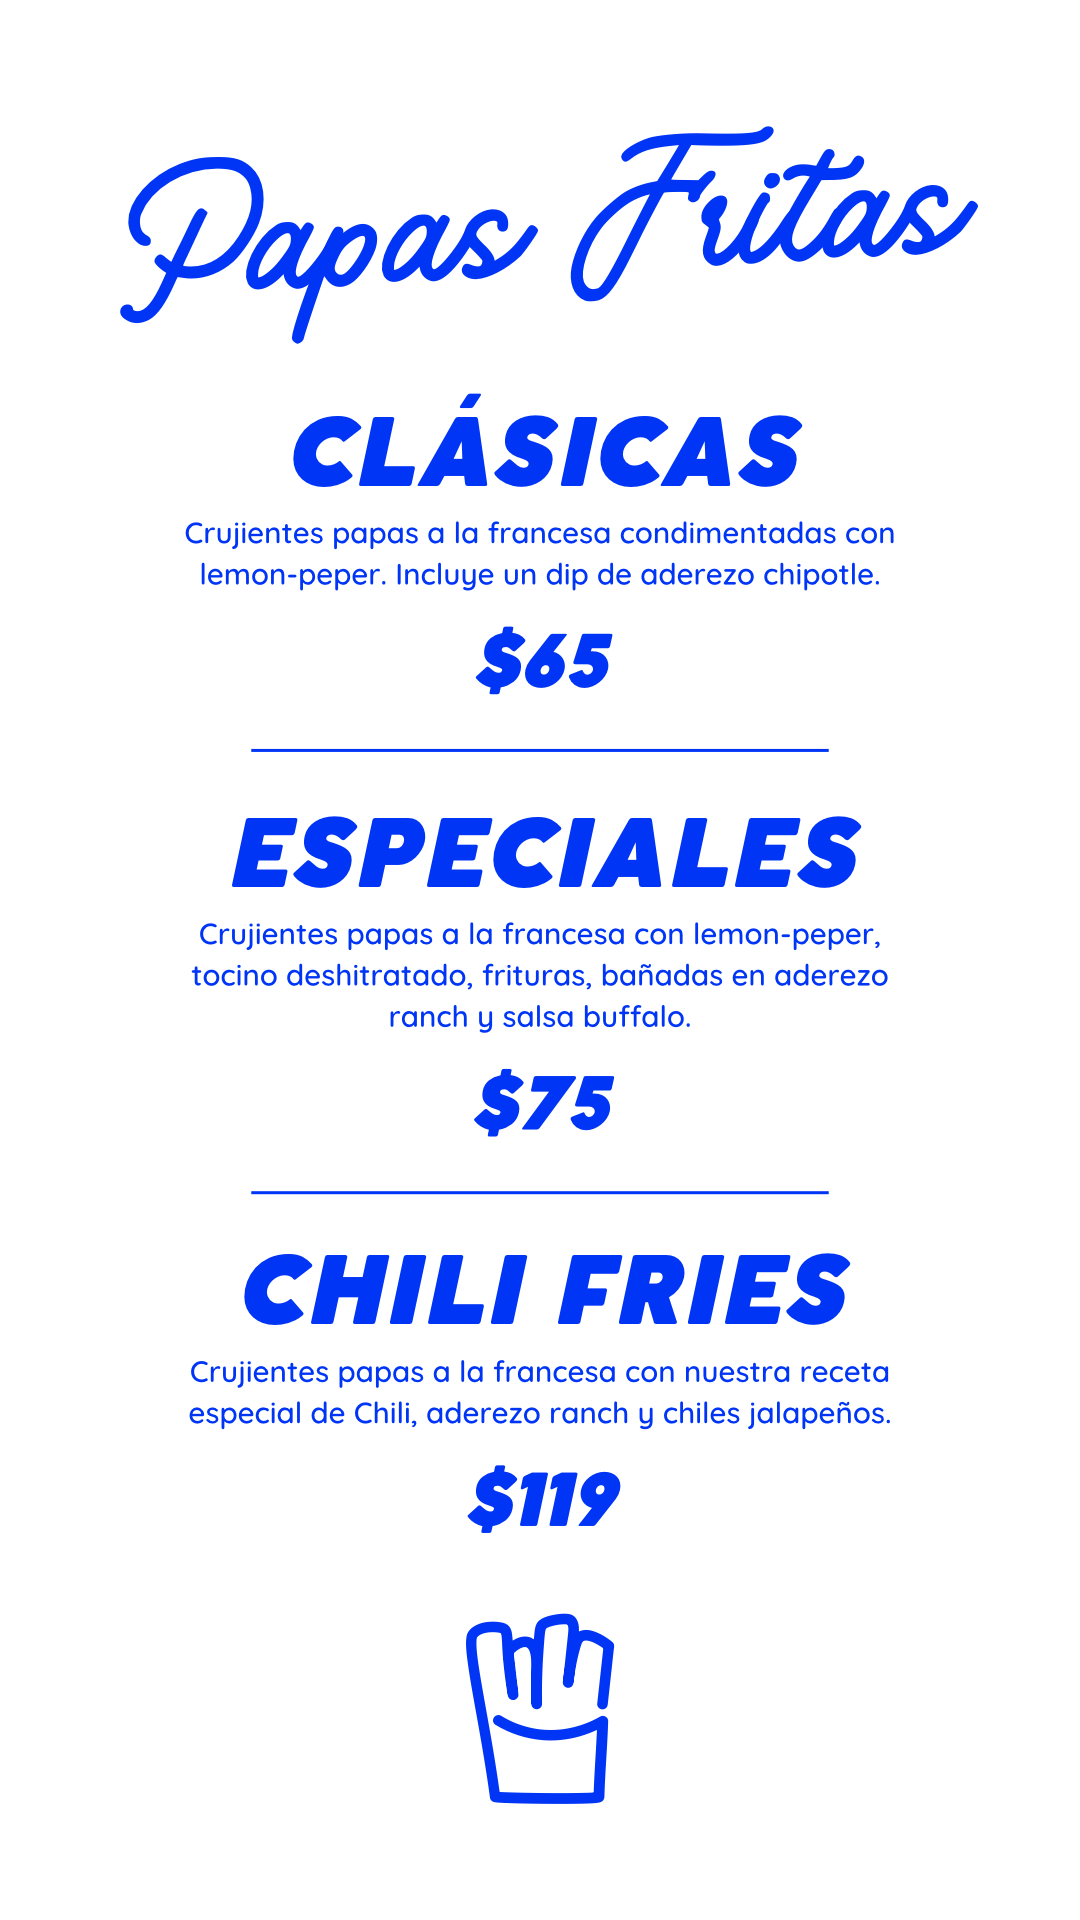 Papas Fritas
CLÁSICAS
Crujientes papas a la francesa condimentadas con
lemon-peper. Incluye un dip de aderezo chipotle.
$65
ESPECIALES
Crujientes papas a la francesa con lemon-peper,
tocino deshitratado, frituras, bañadas en aderezo
ranch y salsa buffalo.
$75
CHILI FRIES
Crujientes papas a la francesa con nuestra receta
especial de Chili, aderezo ranch y chiles jalapeños.
$119